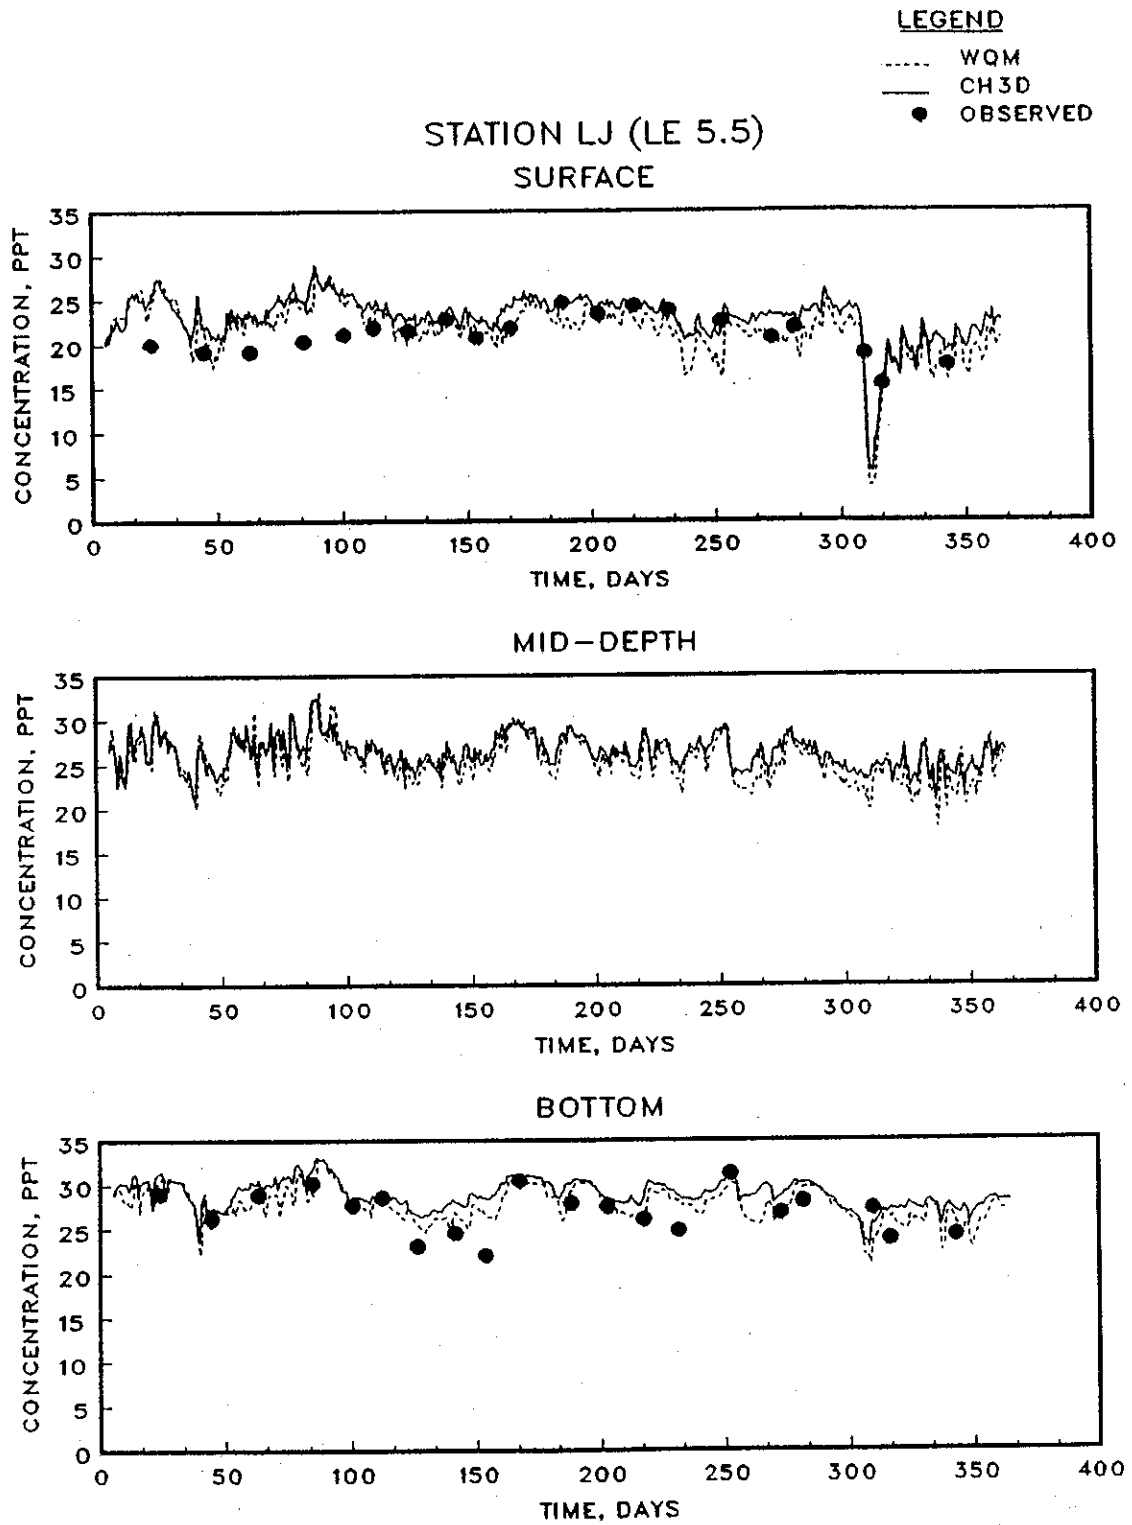 LEGEND
WQM
CH3D
OBSERVED
STATION LJ (LE 5.5)
SURFACE
CONCENTRATION, PPT
35
30
25
20
15
10
5
0
0 50 100 150 200 250 300 350 400
TIME, DAYS
MID-DEPTH
CONCENTRATION, PPT
35
30
25
20
15
10
5
0
0 50 100 150 200 250 300 350 400
TIME, DAYS
BOTTOM
CONCENTRATION, PPT
35
30
25
20
15
10
5
0
0 50 100 150 200 250 300 350 400
TIME, DAYS